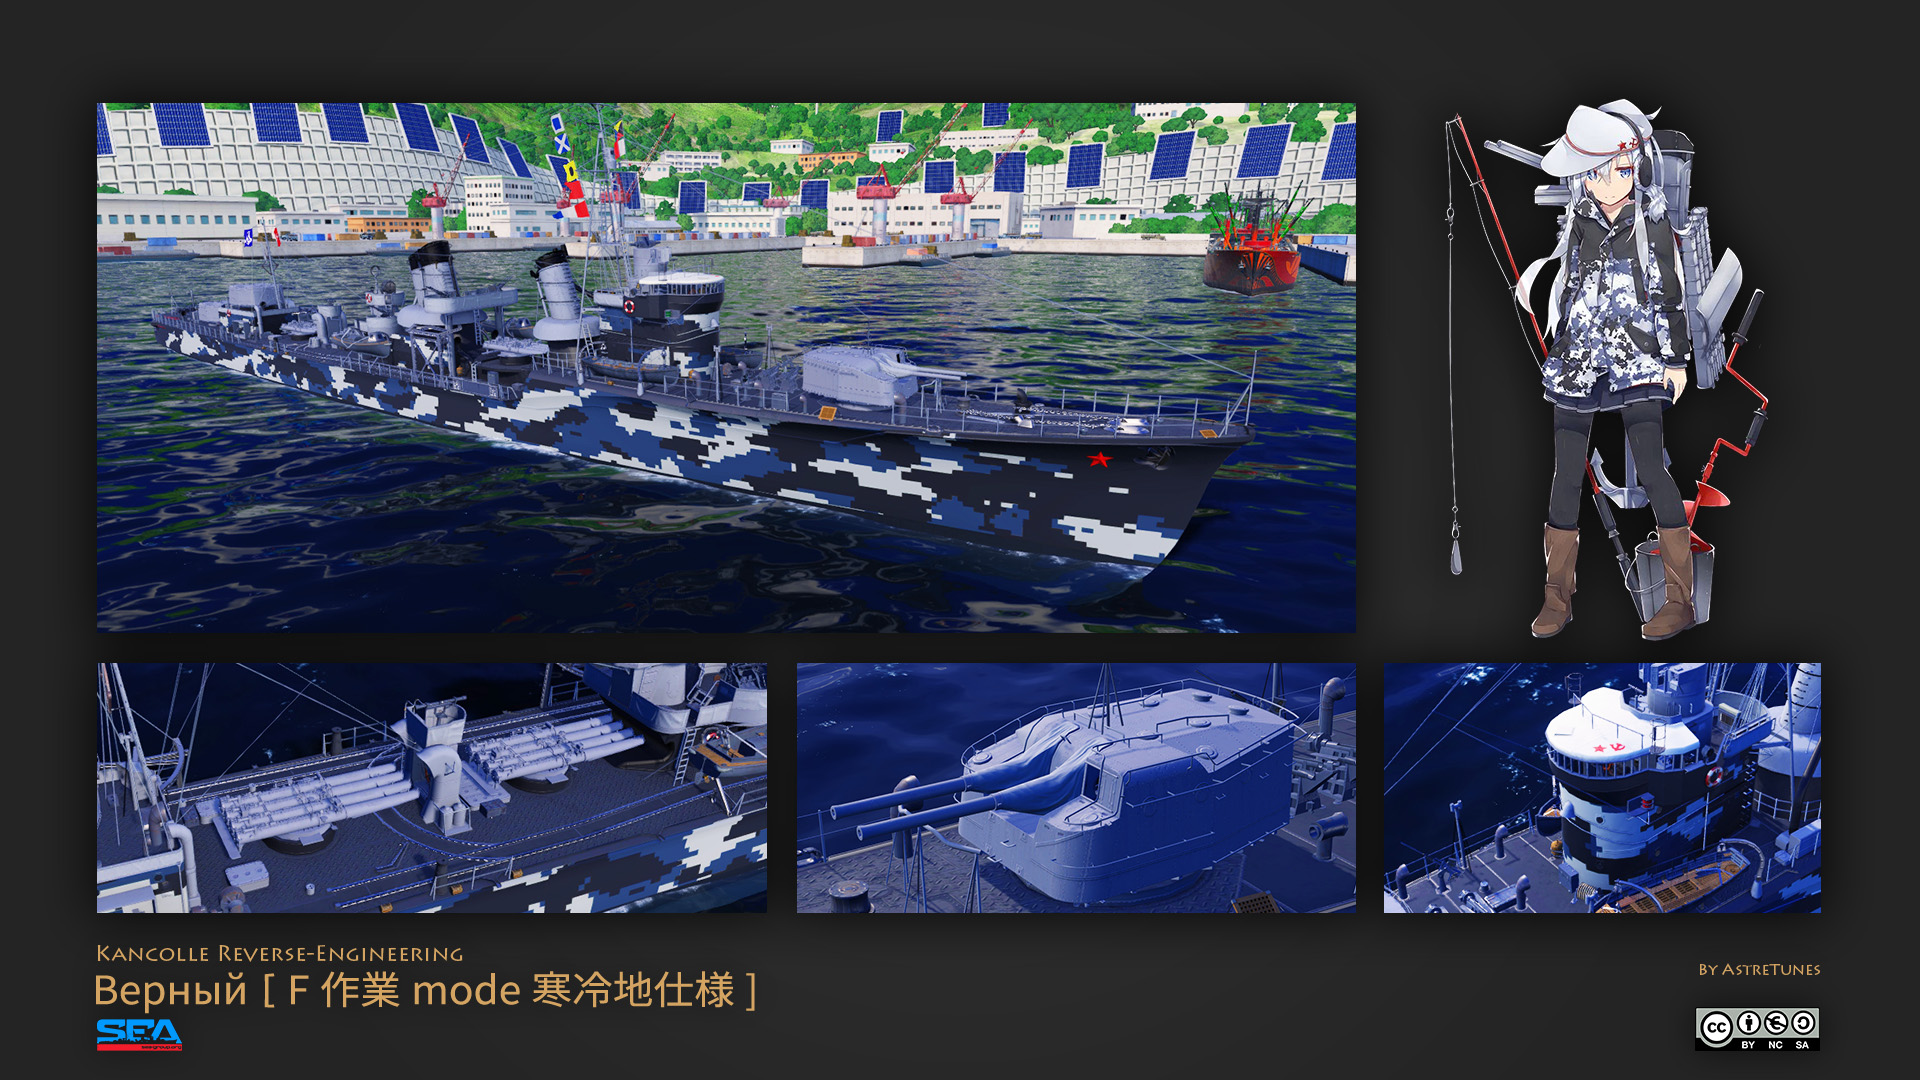 Kancolle Reverse-Engineering
Верный [ F 作業 mode 寒冷地仕様 ]
SEA
By AstreTunes
cc
BY NC SA